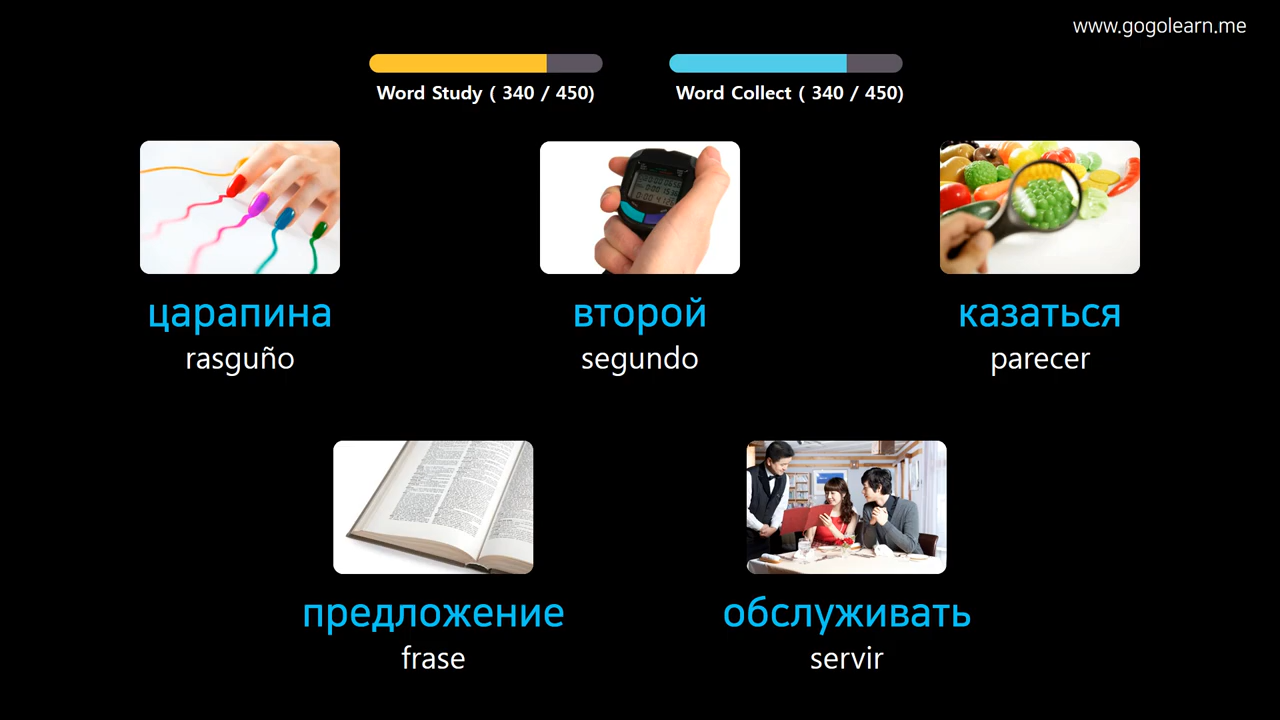 www.gogolearn.me
Word Study ( 340 / 450)
Word Collect ( 340 / 450)
царапина
rasguño
второй
segundo
казаться
parecer
предложение
frase
обслуживать
servir